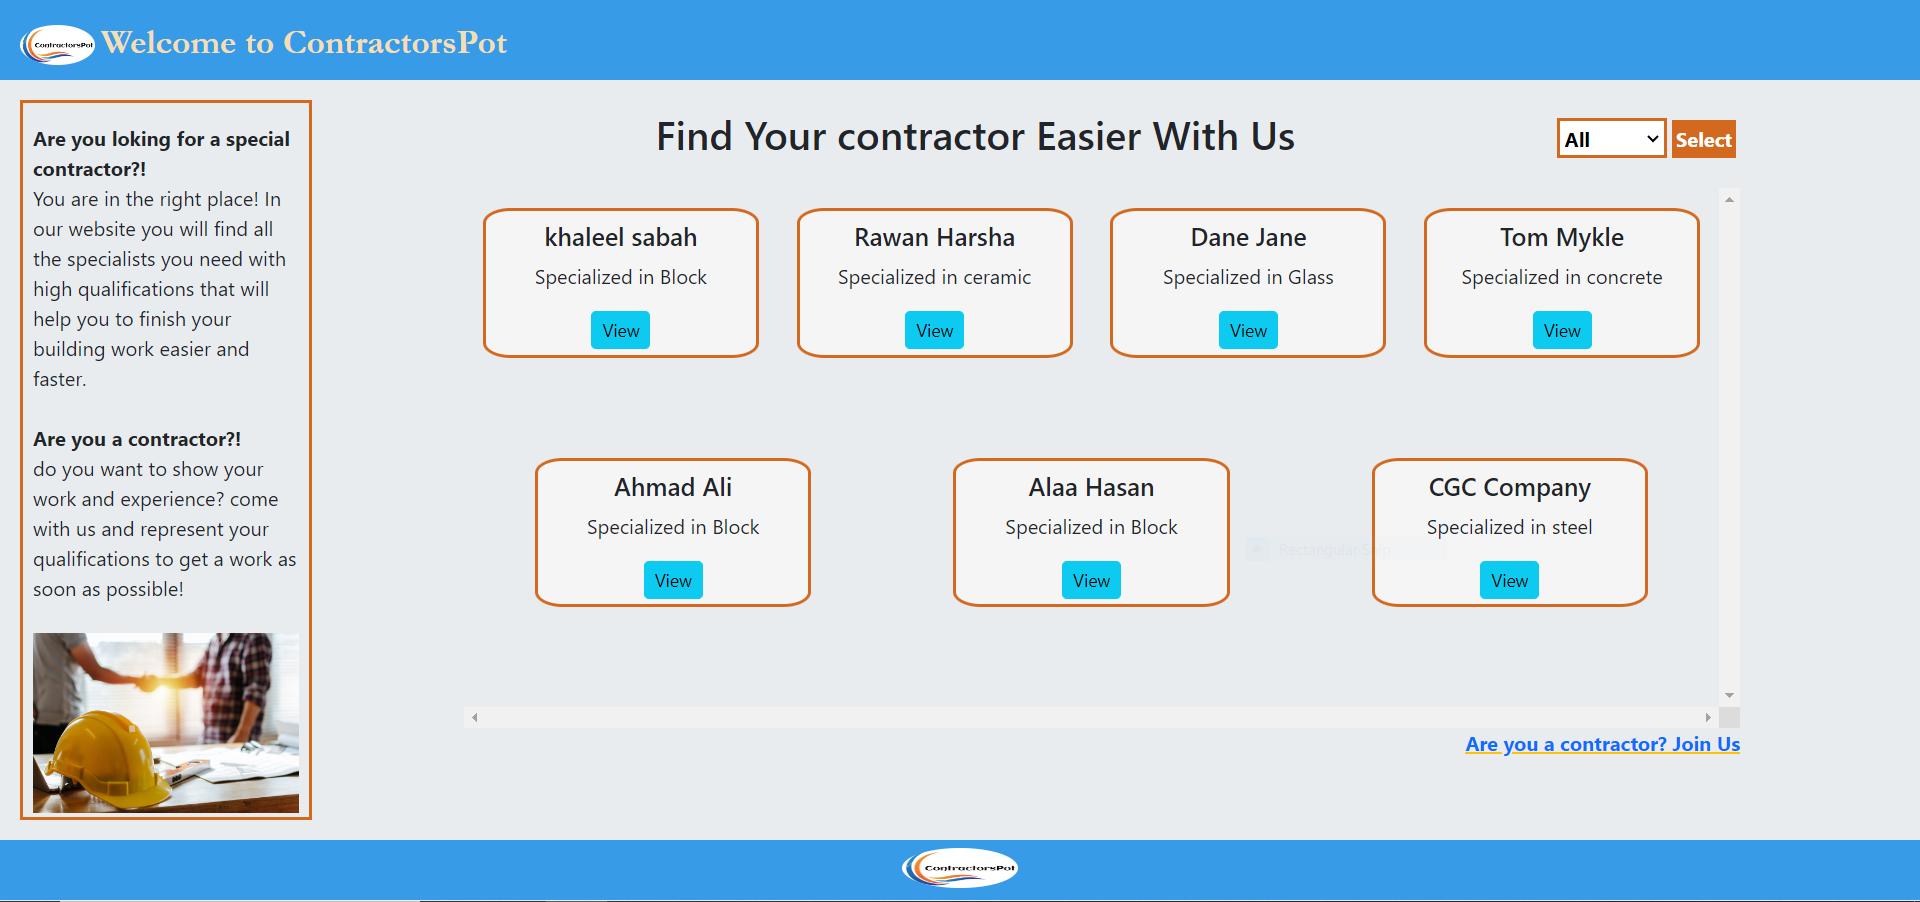 ContractorsPot
Welcome to ContractorsPot
Are you loking for a special
contractor?!
You are in the right place! In
our website you will find all
the specialists you need with
high qualifications that will
help you to finish your
building work easier and
faster.
Are you a contractor?!
do you want to show your
work and experience? come
with us and represent your
qualifications to get a work as
soon as possible!
Find Your contractor Easier With Us
All
Select
khaleel sabah
Specialized in Block
View
Rawan Harsha
Specialized in ceramic
View
Dane Jane
Specialized in Glass
View
Tom Mykle
Specialized in concrete
View
Ahmad Ali
Specialized in Block
View
Alaa Hasan
Specialized in Block
View
CGC Company
Specialized in steel
View
Rectangular Snip
Are you a contractor? Join Us
ContractorsPot